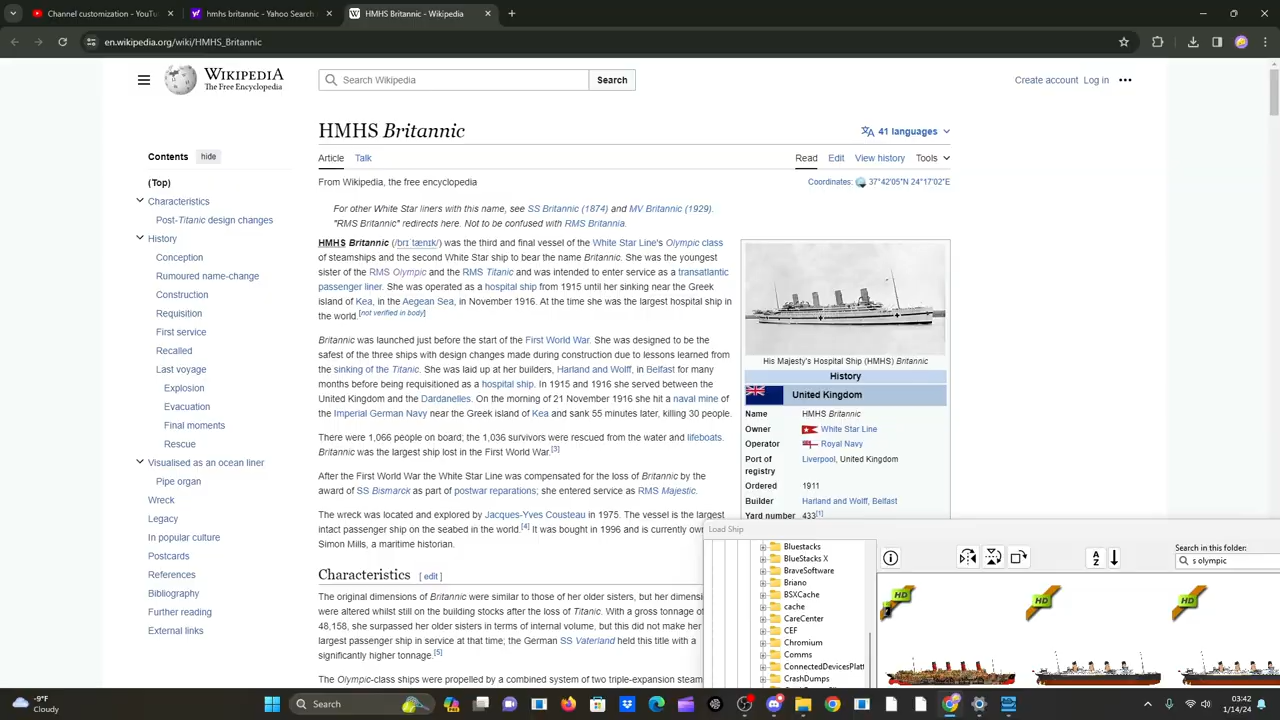 Channel customization - YouTub
hmhs britannic - Yahoo Search
HMHS Britannic - Wikipedia
en.wikipedia.org/wiki/HMHS_Britannic
WIKIPEDIA
The Free Encyclopedia
Search Wikipedia
Search
Create account
Log in
HMHS Britannic
41 languages
Contents
hide
Article
Talk
Read
Edit
View history
Tools
(Top)
From Wikipedia, the free encyclopedia
Coordinates: 37°42′05″N 24°17′02″E
Characteristics
Post-Titanic design changes
History
Conception
Rumoured name-change
Construction
Requisition
First service
Recalled
Last voyage
Explosion
Evacuation
Final moments
Rescue
Visualised as an ocean liner
Pipe organ
Wreck
Legacy
In popular culture
Postcards
References
Bibliography
Further reading
External links
For other White Star liners with this name, see SS Britannic (1874) and MV Britannic (1929).
"RMS Britannic" redirects here. Not to be confused with RMS Britannia.
HMHS Britannic (/brɪˈtænɪk/) was the third and final vessel of the White Star Line's Olympic class
of steamships and the second White Star ship to bear the name Britannic. She was the youngest
sister of the RMS Olympic and the RMS Titanic and was intended to enter service as a transatlantic
passenger liner. She was operated as a hospital ship from 1915 until her sinking near the Greek
island of Kea, in the Aegean Sea, in November 1916. At the time she was the largest hospital ship in
the world.[not verified in body]
Britannic was launched just before the start of the First World War. She was designed to be the
safest of the three ships with design changes made during construction due to lessons learned from
the sinking of the Titanic. She was laid up at her builders, Harland and Wolff, in Belfast for many
months before being requisitioned as a hospital ship. In 1915 and 1916 she served between the
United Kingdom and the Dardanelles. On the morning of 21 November 1916 she hit a naval mine of
the Imperial German Navy near the Greek island of Kea and sank 55 minutes later, killing 30 people.
There were 1,066 people on board; the 1,036 survivors were rescued from the water and lifeboats.
Britannic was the largest ship lost in the First World War.[3]
After the First World War the White Star Line was compensated for the loss of Britannic by the
award of SS Bismarck as part of postwar reparations; she entered service as RMS Majestic.
The wreck was located and explored by Jacques-Yves Cousteau in 1975. The vessel is the largest
intact passenger ship on the seabed in the world.[4] It was bought in 1996 and is currently ow
Simon Mills, a maritime historian.
Characteristics [ edit ]
The original dimensions of Britannic were similar to those of her older sisters, but her dimensi
were altered whilst still on the building stocks after the loss of Titanic. With a gross tonnage of
48,158, she surpassed her older sisters in terms of internal volume, but this did not make her
largest passenger ship in service at that time; the German SS Vaterland held this title with a
significantly higher tonnage.[5]
The Olympic-class ships were propelled by a combined system of two triple-expansion steam
His Majesty's Hospital Ship (HMHS) Britannic
History
United Kingdom
Name HMHS Britannic
Owner White Star Line
Operator Royal Navy
Port of registry Liverpool, United Kingdom
Ordered 1911
Builder Harland and Wolff, Belfast
Yard number 433[1]
Load Ship
Bluestacks
BlueStacks X
BraveSoftware
Briano
BSXCache
cache
CareCenter
CEF
Chromium
Comms
ConnectedDevicesPlatf
CrashDumps
A
Z
Search in this folder:
s olympic
HD
HD
HD
-9°F
Cloudy
Search
03:42
1/14/24